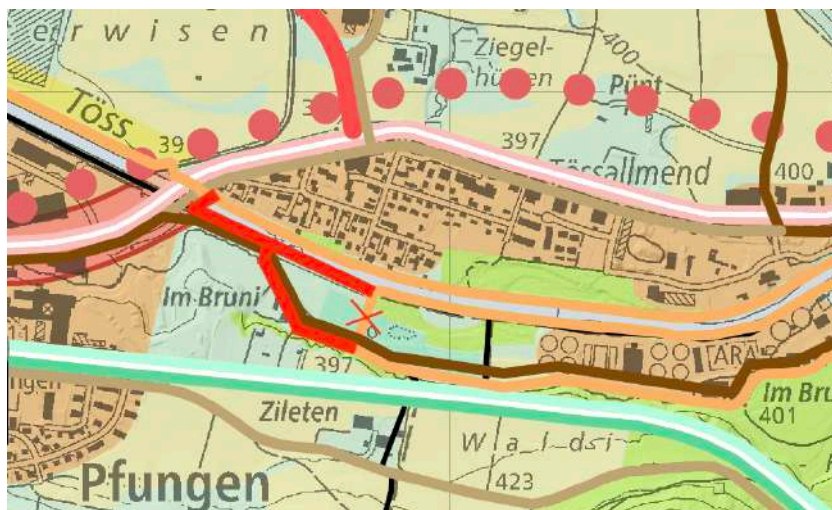 erwisen
Ziegel-
hütten
400
Pünt
Töss
39
397
Tössallmend
400
Im Bruni
397
ARA
Im Bru
401
Zileten
Waldsi
423
Pfungen